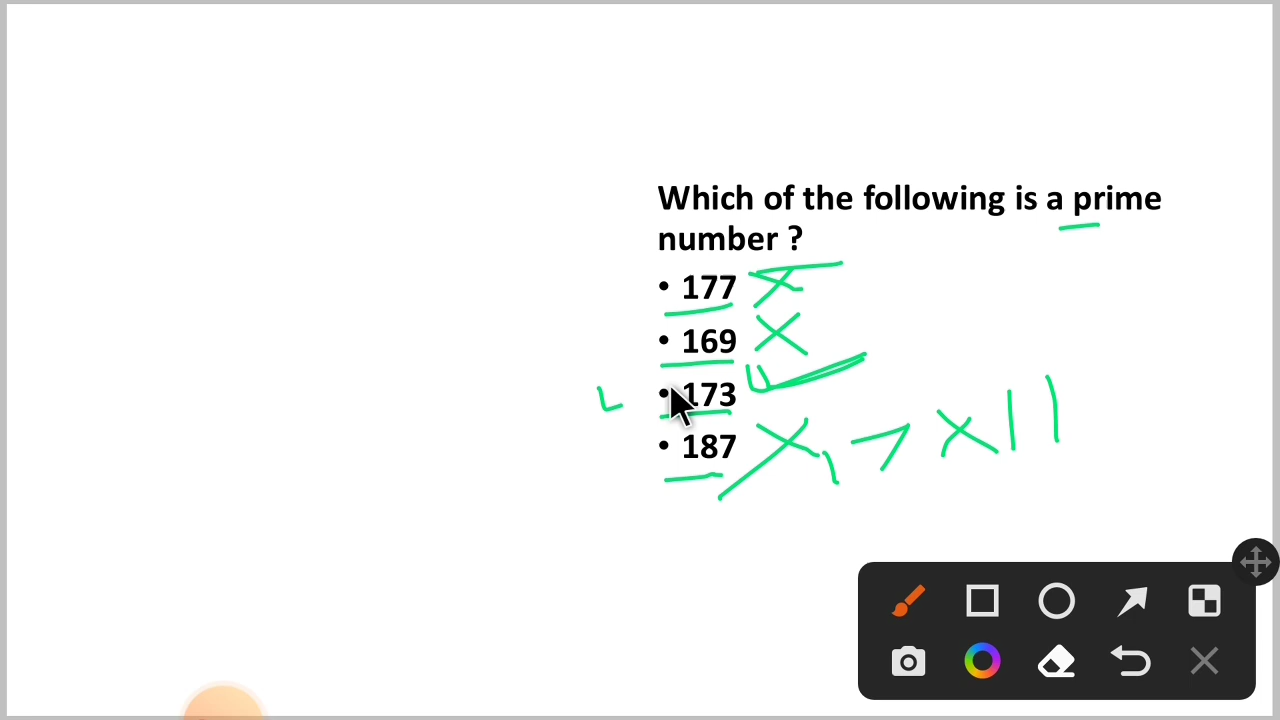 Which of the following is a prime
number ?
• 177 X
• 169 X
• 173
• 187 X 17 x 11